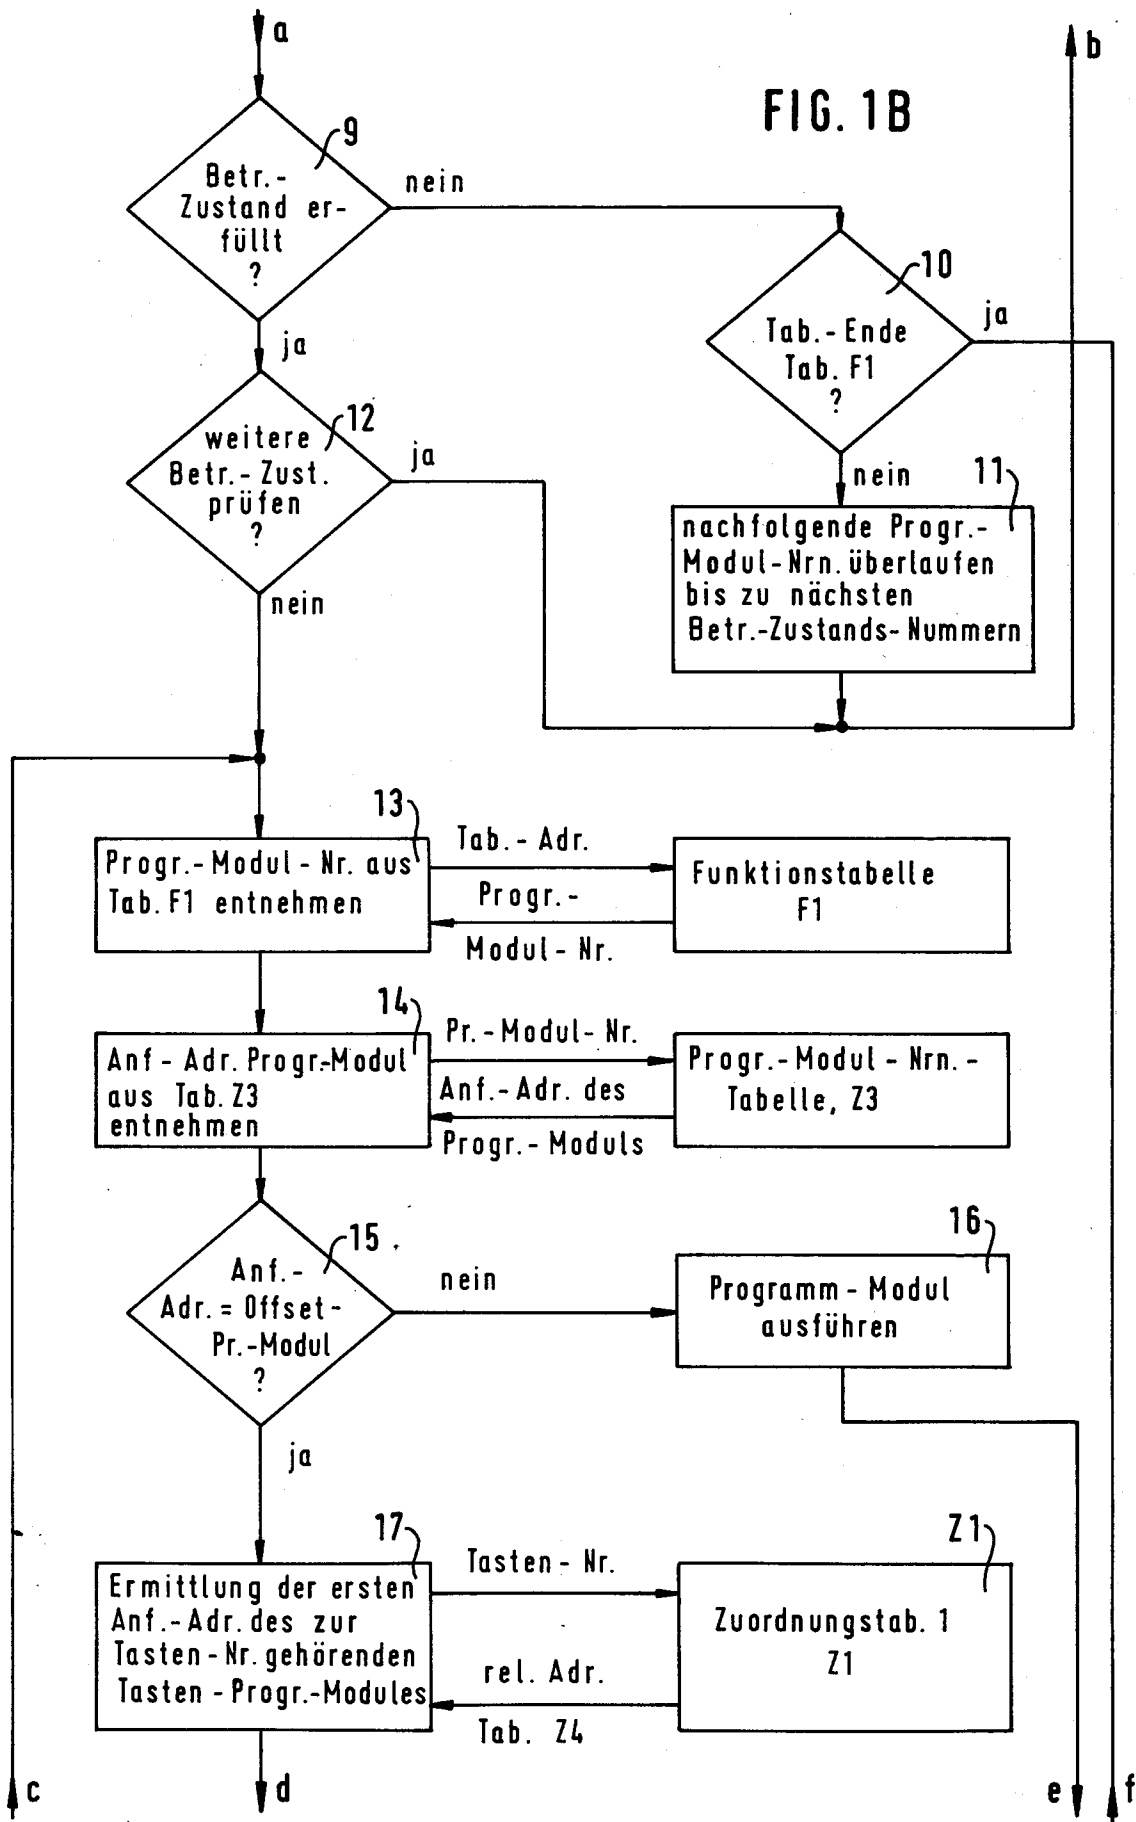 a
b
FIG. 1B
9
Betr.-
Zustand er-
füllt
?
nein
ja
10
Tab.-Ende
Tab. F1
?
ja
nein
12
weitere
Betr.-Zust.
prüfen
?
ja
nein
11
nachfolgende Progr.-
Modul-Nrn. überlaufen
bis zu nächsten
Betr.-Zustands-Nummern
13
Progr.-Modul-Nr. aus
Tab. F1 entnehmen
Tab.-Adr.
Progr.-
Modul-Nr.
Funktionstabelle
F1
14
Anf-Adr. Progr.-Modul
aus Tab. Z3
entnehmen
Pr.-Modul-Nr.
Anf.-Adr. des
Progr.-Moduls
Progr.-Modul-Nrn.-
Tabelle, Z3
15
Anf.-
Adr. = Offset-
Pr.-Modul
?
nein
ja
16
Programm-Modul
ausführen
17
Ermittlung der ersten
Anf.-Adr. des zur
Tasten-Nr. gehörenden
Tasten-Progr.-Modules
Tasten-Nr.
rel. Adr.
Tab. Z4
Z1
Zuordnungstab. 1
Z1
c
d
e
f